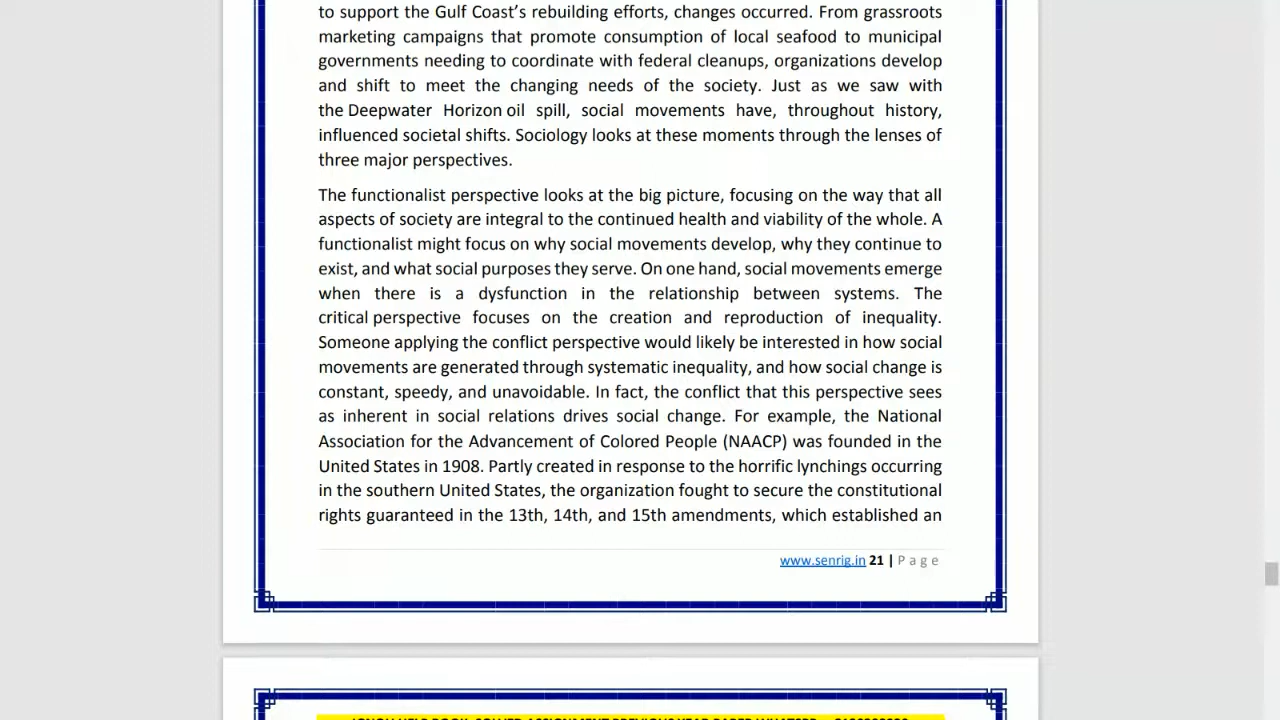 to support the Gulf Coast’s rebuilding efforts, changes occurred. From grassroots
marketing campaigns that promote consumption of local seafood to municipal
governments needing to coordinate with federal cleanups, organizations develop
and shift to meet the changing needs of the society. Just as we saw with
the Deepwater Horizon oil spill, social movements have, throughout history,
influenced societal shifts. Sociology looks at these moments through the lenses of
three major perspectives.
The functionalist perspective looks at the big picture, focusing on the way that all
aspects of society are integral to the continued health and viability of the whole. A
functionalist might focus on why social movements develop, why they continue to
exist, and what social purposes they serve. On one hand, social movements emerge
when there is a dysfunction in the relationship between systems. The
critical perspective focuses on the creation and reproduction of inequality.
Someone applying the conflict perspective would likely be interested in how social
movements are generated through systematic inequality, and how social change is
constant, speedy, and unavoidable. In fact, the conflict that this perspective sees
as inherent in social relations drives social change. For example, the National
Association for the Advancement of Colored People (NAACP) was founded in the
United States in 1908. Partly created in response to the horrific lynchings occurring
in the southern United States, the organization fought to secure the constitutional
rights guaranteed in the 13th, 14th, and 15th amendments, which established an
www.senrig.in 21 | Page